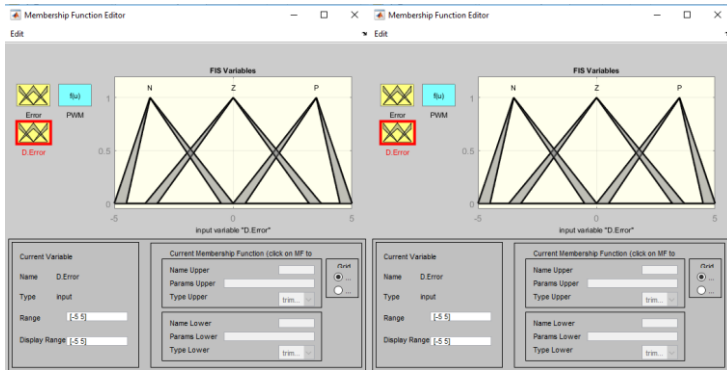 Membership Function Editor
Edit
FIS Variables
f(u)
Error PWM
D.Error
N Z P
1
0.5
0
-5 0 5
input variable "D.Error"
Current Variable
Name D.Error
Type input
Range [-5 5]
Display Range [-5 5]
Current Membership Function (click on MF to
Name Upper
Params Upper
Type Upper trim...
Name Lower
Params Lower
Type Lower trim...
Grid
...
...
Membership Function Editor
Edit
FIS Variables
f(u)
Error PWM
D.Error
N Z P
1
0.5
0
-5 0 5
input variable "D.Error"
Current Variable
Name D.Error
Type input
Range [-5 5]
Display Range [-5 5]
Current Membership Function (click on MF to
Name Upper
Params Upper
Type Upper trim...
Name Lower
Params Lower
Type Lower trim...
Grid
...
...